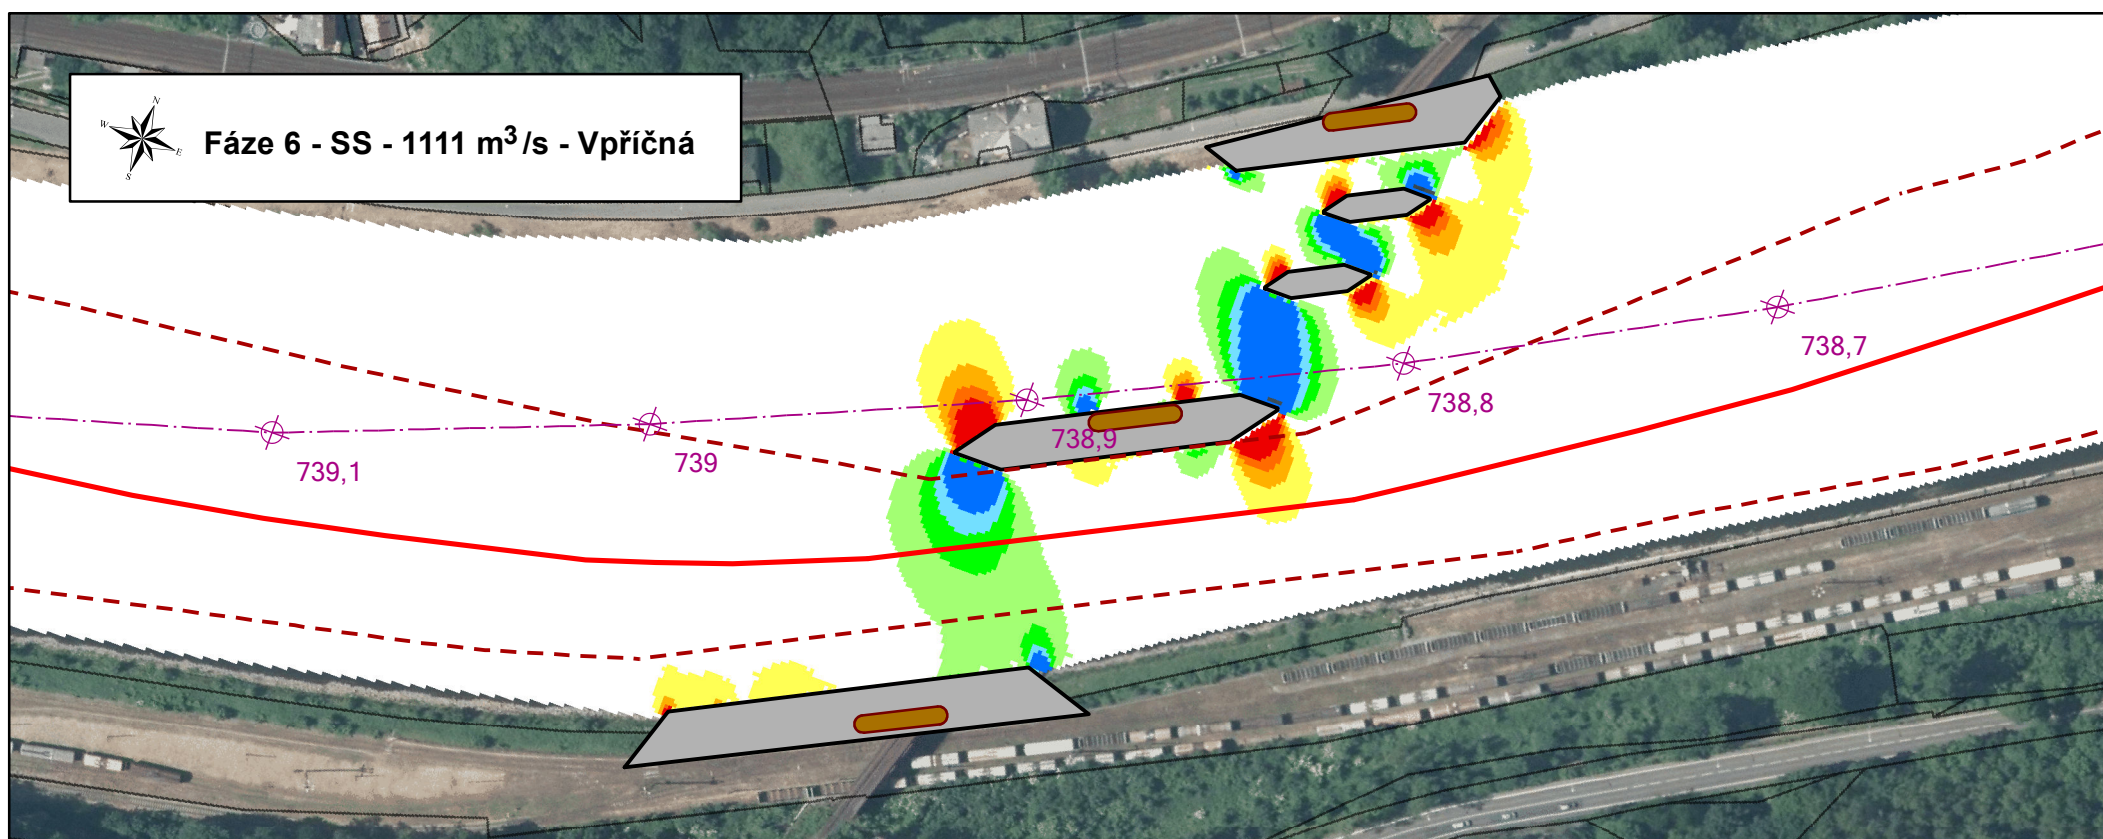 N
W
E
S
Fáze 6 - SS - 1111 m³/s - Vpříčná
738,7
738,8
738,9
739
739,1